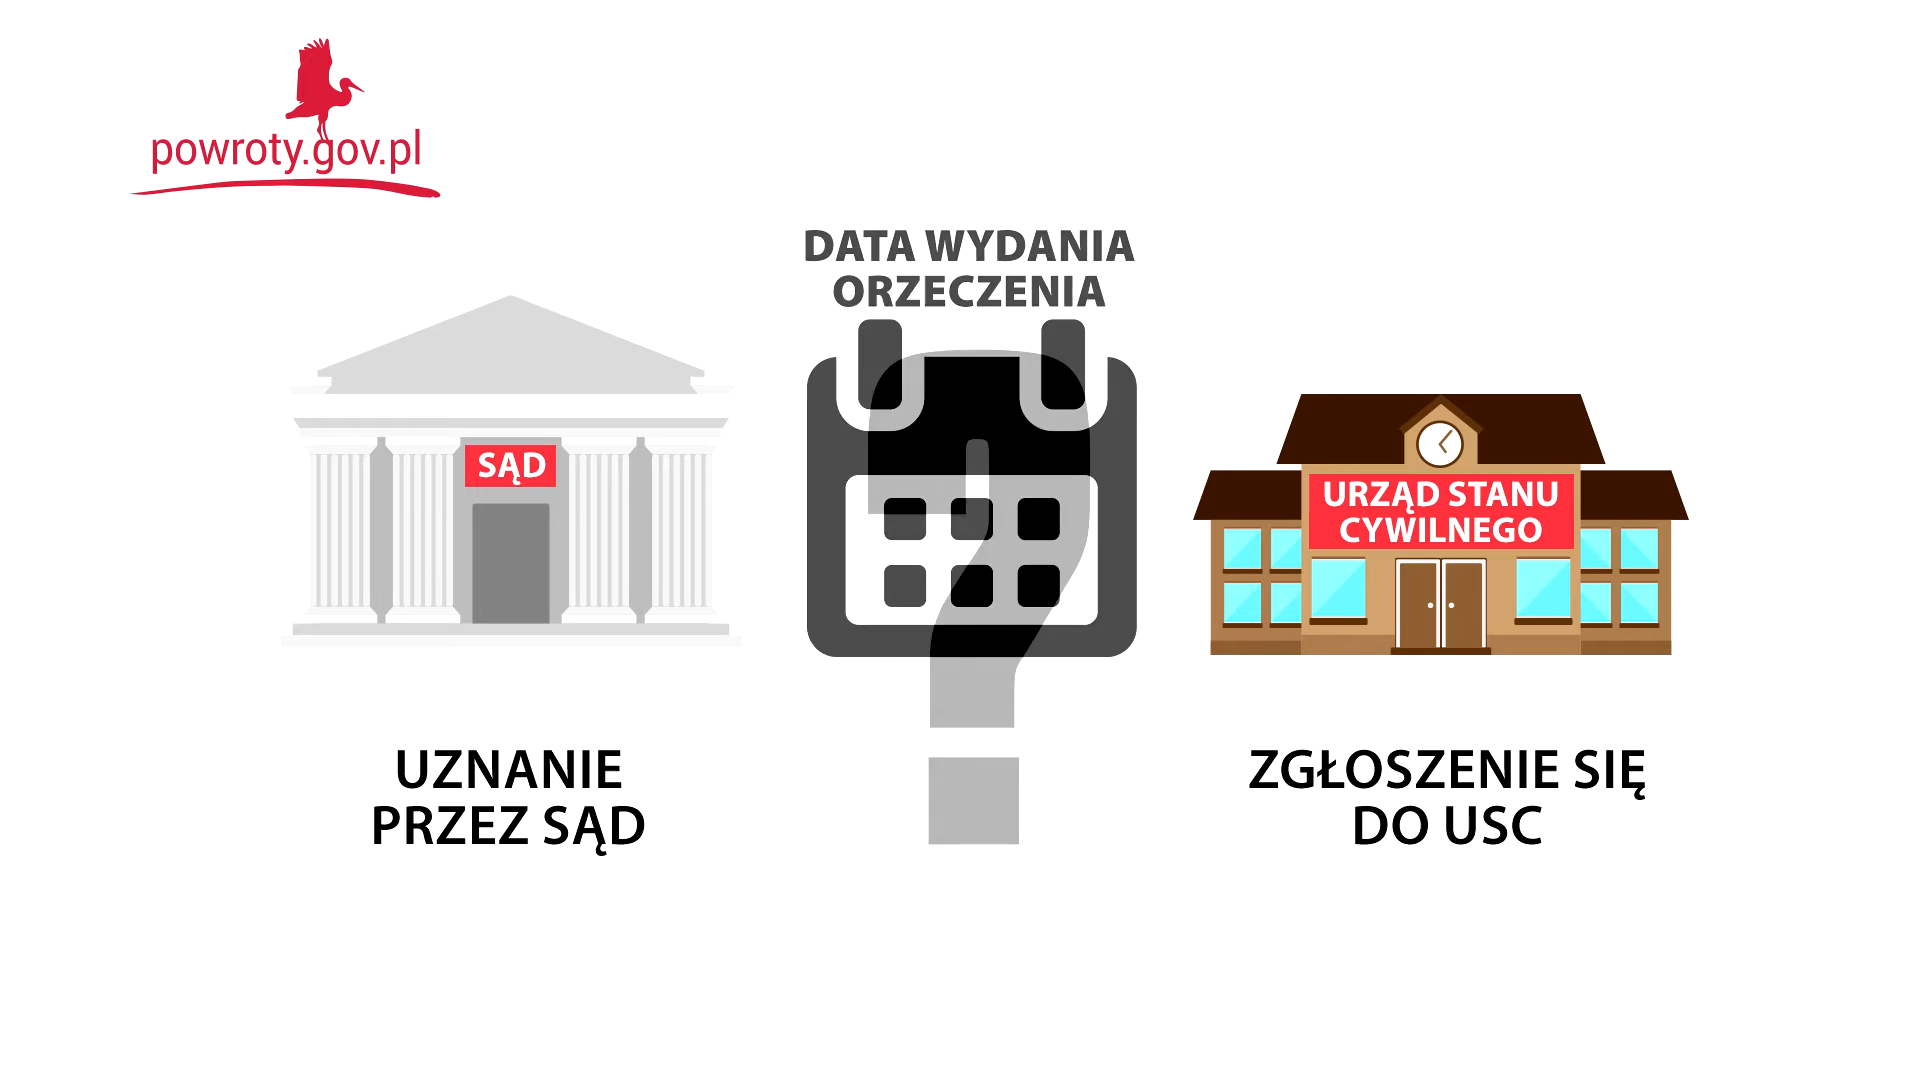 powroty.gov.pl
DATA WYDANIA
ORZECZENIA
SĄD
URZĄD STANU
CYWILNEGO
?
UZNANIE
PRZEZ SĄD
ZGŁOSZENIE SIĘ
DO USC